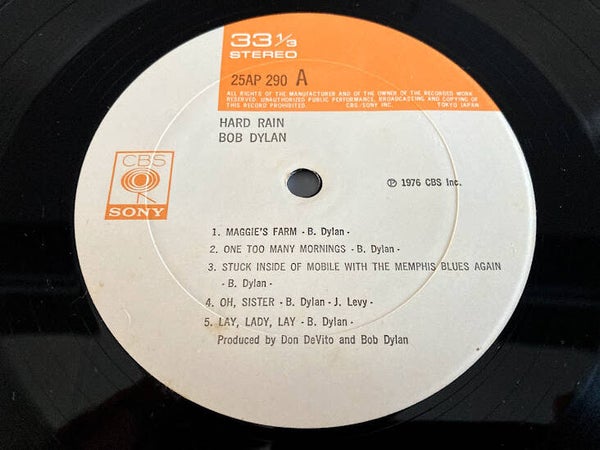 33 1/3
STEREO
25AP 290 A
ALL RIGHTS OF THE MANUFACTURER AND OF THE OWNER OF THE RECORDED WORK
RESERVED. UNAUTHORIZED PUBLIC PERFORMANCE, BROADCASTING AND COPYING OF
THIS RECORD PROHIBITED. CBS/SONY INC. TOKYO JAPAN
HARD RAIN
BOB DYLAN
CBS
SONY
℗ 1976 CBS Inc.
1. MAGGIE'S FARM - B. Dylan -
2. ONE TOO MANY MORNINGS - B. Dylan -
3. STUCK INSIDE OF MOBILE WITH THE MEMPHIS BLUES AGAIN
- B. Dylan -
4. OH, SISTER - B. Dylan - J. Levy -
5. LAY, LADY, LAY - B. Dylan -
Produced by Don DeVito and Bob Dylan